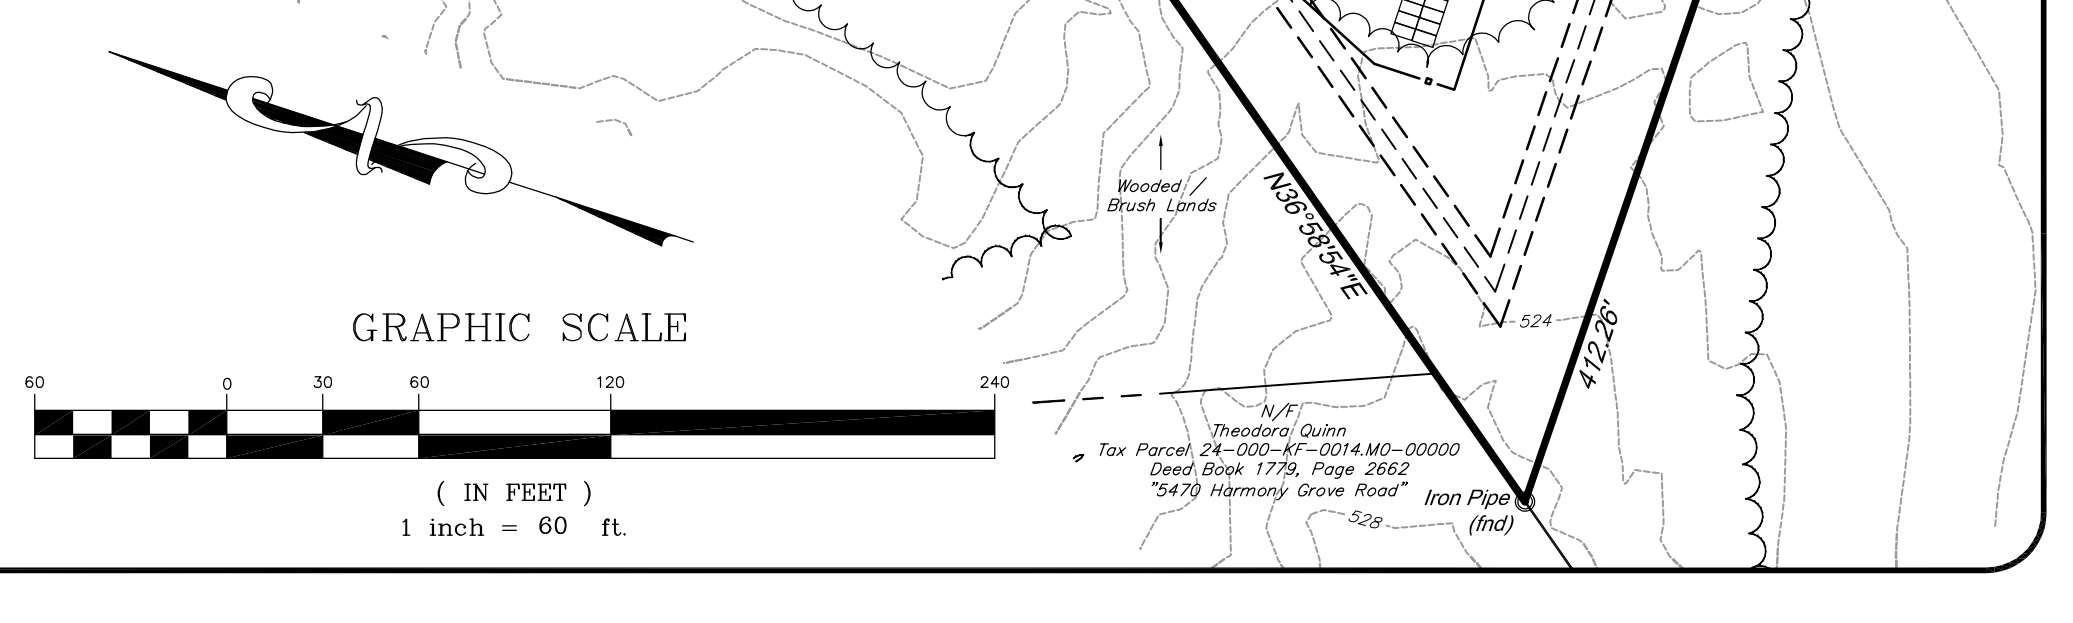 Wooded /
Brush Lands
N36°58'54"E
524
412.26'
GRAPHIC SCALE
60 0 30 60 120 240
( IN FEET )
1 inch = 60 ft.
N/F
Theodora Quinn
Tax Parcel 24-000-KF-0014.M0-00000
Deed Book 1779, Page 2662
"5470 Harmony Grove Road"
Iron Pipe
(fnd)
528